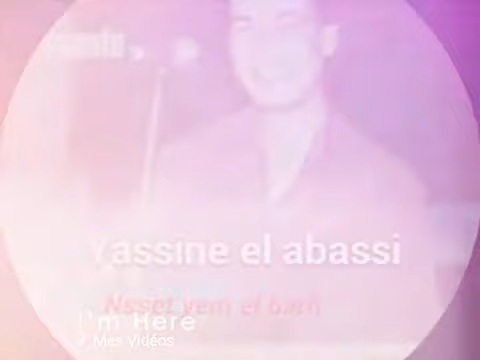 Yassine el abassi
Nsset yem el barh
I'm Here
Mes Vidéos